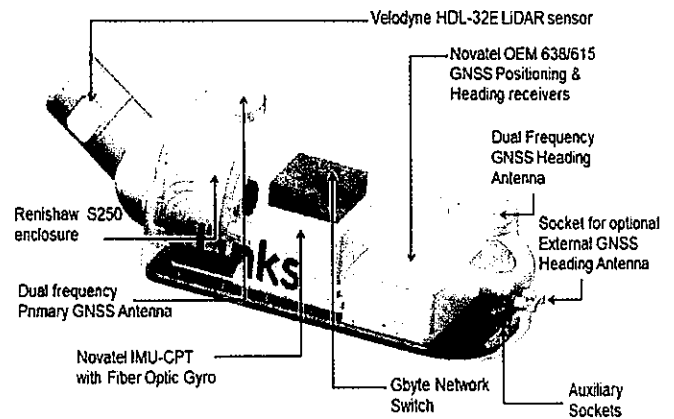 Velodyne HDL-32E LiDAR sensor
Novatel OEM 638/615
GNSS Positioning &
Heading receivers
Dual Frequency
GNSS Heading
Antenna
Renishaw S250
enclosure
Socket for optional
External GNSS
Heading Antenna
Dual frequency
Primary GNSS Antenna
Novatel IMU-CPT
with Fiber Optic Gyro
Gbyte Network
Switch
Auxiliary
Sockets